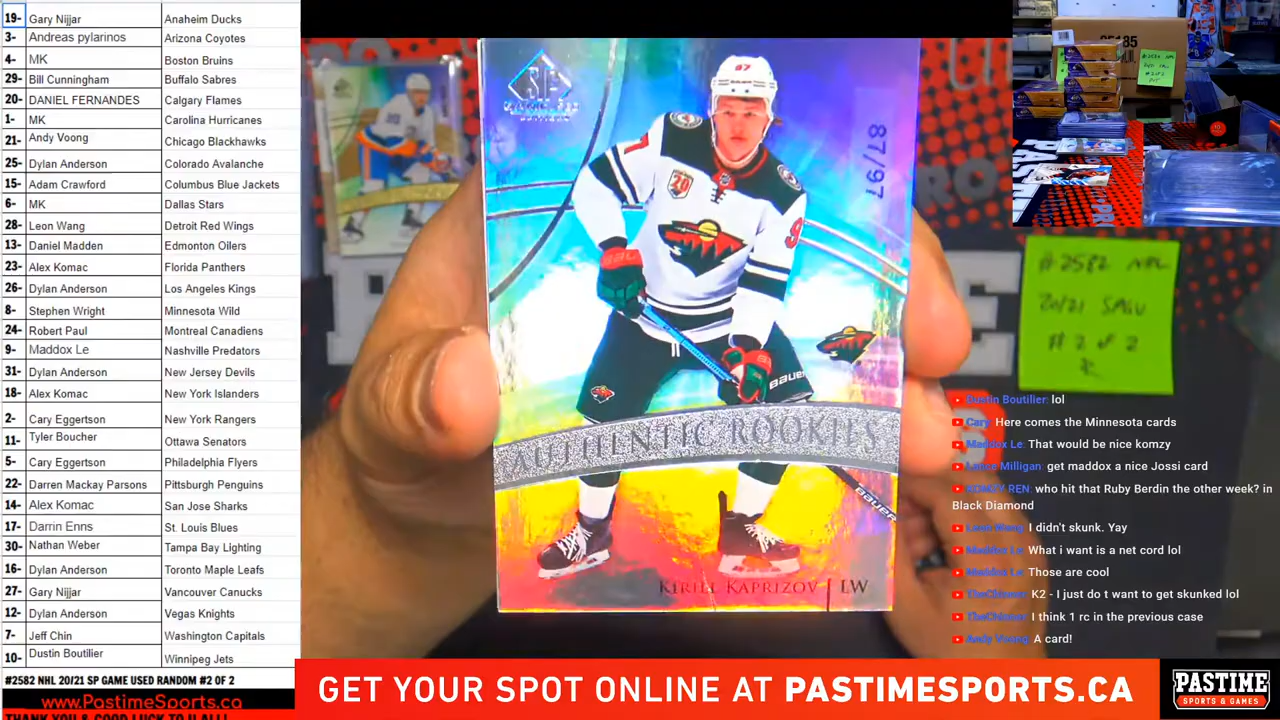 19- Gary Nijjar Anaheim Ducks
3- Andreas pylarinos Arizona Coyotes
4- MK Boston Bruins
29- Bill Cunningham Buffalo Sabres
20- DANIEL FERNANDES Calgary Flames
1- MK Carolina Hurricanes
21- Andy Voong Chicago Blackhawks
25- Dylan Anderson Colorado Avalanche
15- Adam Crawford Columbus Blue Jackets
6- MK Dallas Stars
28- Leon Wang Detroit Red Wings
13- Daniel Madden Edmonton Oilers
23- Alex Komac Florida Panthers
26- Dylan Anderson Los Angeles Kings
8- Stephen Wright Minnesota Wild
24- Robert Paul Montreal Canadiens
9- Maddox Le Nashville Predators
31- Dylan Anderson New Jersey Devils
18- Alex Komac New York Islanders
2- Cary Eggertson New York Rangers
11- Tyler Boucher Ottawa Senators
5- Cary Eggertson Philadelphia Flyers
22- Darren Mackay Parsons Pittsburgh Penguins
14- Alex Komac San Jose Sharks
17- Darrin Enns St. Louis Blues
30- Nathan Weber Tampa Bay Lighting
16- Dylan Anderson Toronto Maple Leafs
27- Gary Nijjar Vancouver Canucks
12- Dylan Anderson Vegas Knights
7- Jeff Chin Washington Capitals
10- Dustin Boutilier Winnipeg Jets
#2582 NHL 20/21 SP GAME USED RANDOM #2 OF 2
www.PastimeSports.ca
THANK YOU & GOOD LUCK TO U ALL!
SP
97
87/97
20
BAUER
AUTHENTIC ROOKIES
BAUER
KIRILL KAPRIZOV | LW
#2582 NHL
20/21 SPGU
# 2 of 2
Dustin Boutilier: lol
Cary: Here comes the Minnesota cards
Maddox Le: That would be nice komzy
Lance Milligan: get maddox a nice Jossi card
who hit that Ruby Berdin the other week? in
Black Diamond
Leon Wang: I didn't skunk. Yay
Maddox Le: What i want is a net cord lol
Maddox Le: Those are cool
K2 - I just do t want to get skunked lol
I think 1 rc in the previous case
Andy Voong: A card!
GET YOUR SPOT ONLINE AT PASTIMESPORTS.CA
PASTIME
SPORTS & GAMES